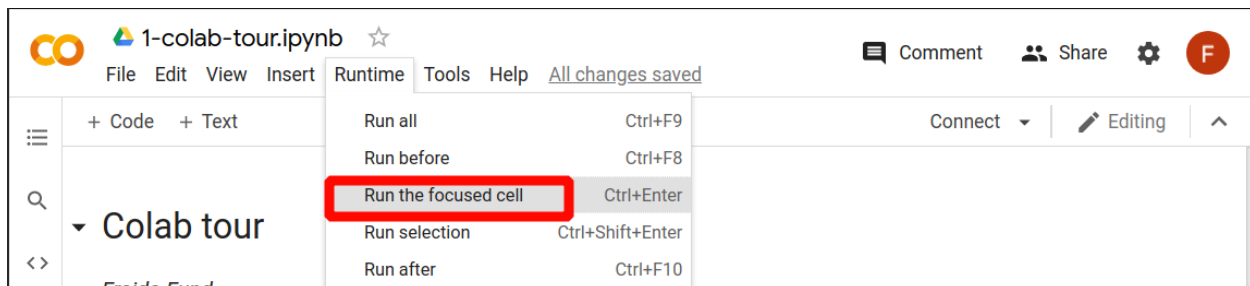 1-colab-tour.ipynb
File Edit View Insert Runtime Tools Help All changes saved
Comment Share F
+ Code + Text
Connect Editing
Run all Ctrl+F9
Run before Ctrl+F8
Run the focused cell Ctrl+Enter
Run selection Ctrl+Shift+Enter
Run after Ctrl+F10
Colab tour